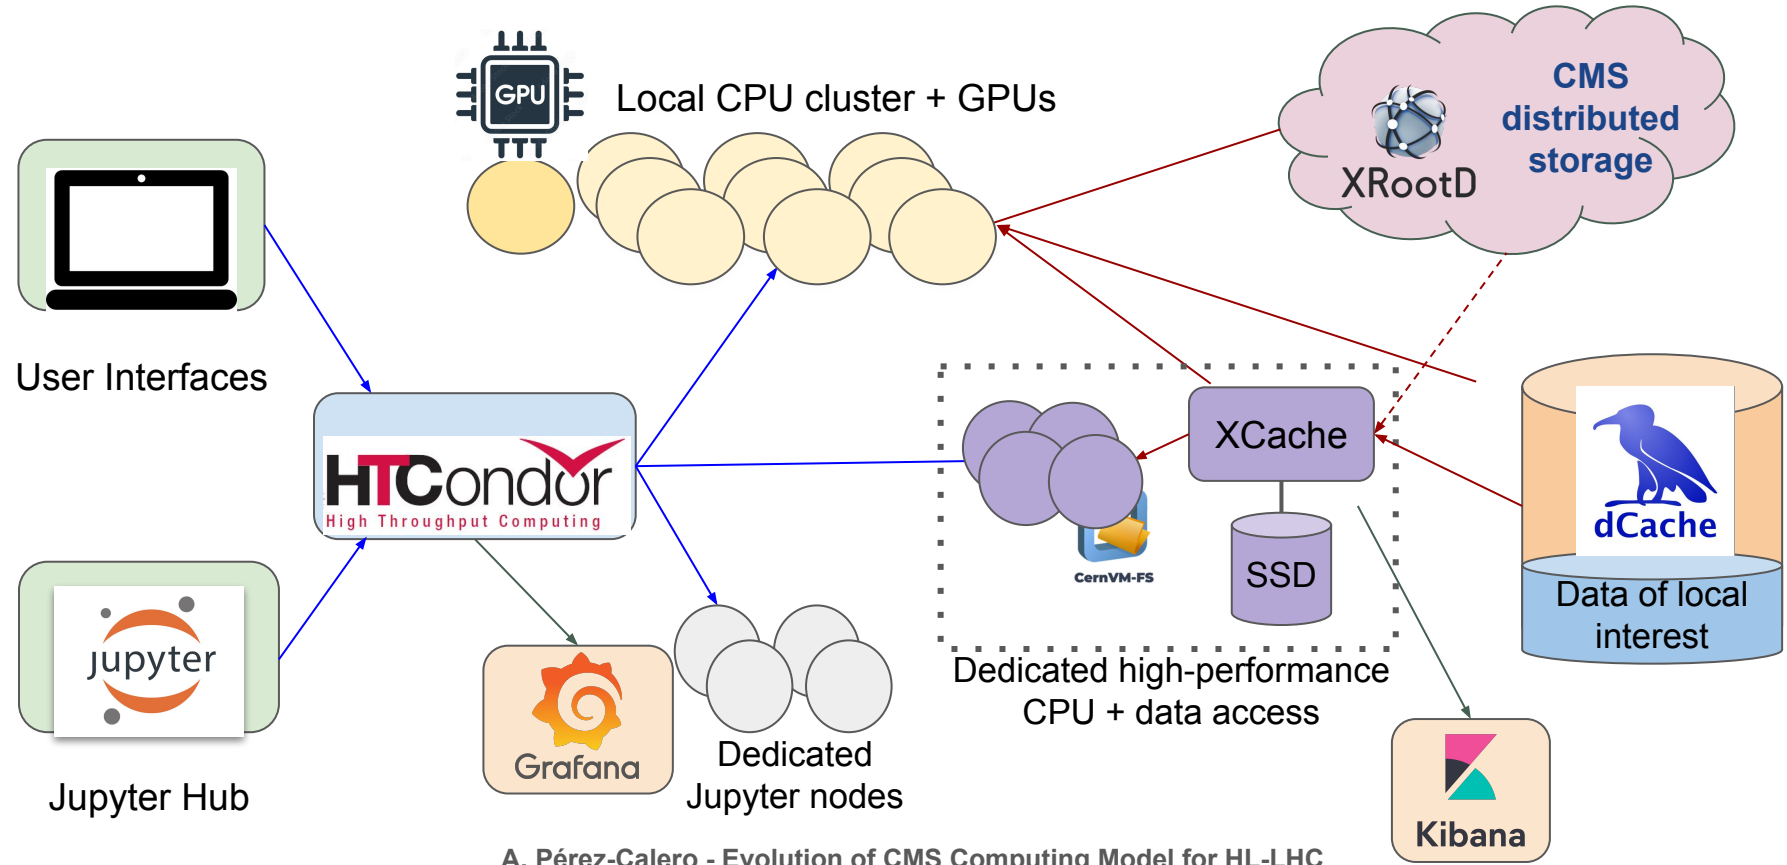 GPU
Local CPU cluster + GPUs
CMS
distributed
storage
XRootD
User Interfaces
HTCondor
High Throughput Computing
XCache
dCache
CernVM-FS
SSD
Data of local
interest
jupyter
Dedicated high-performance
CPU + data access
Grafana
Dedicated
Jupyter nodes
Jupyter Hub
Kibana
A. Pérez-Calero - Evolution of CMS Computing Model for HL-LHC